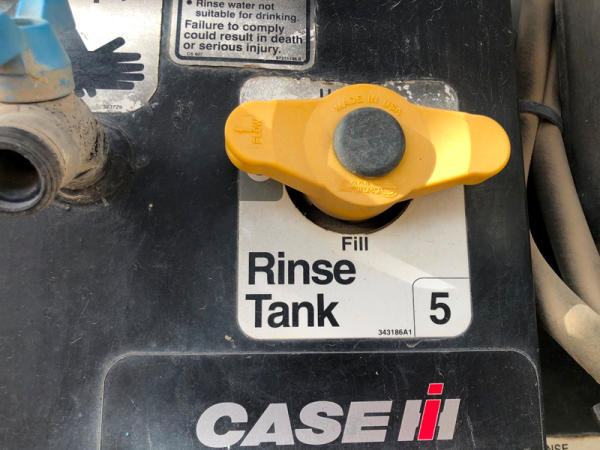 • Rinse water not
suitable for drinking.
Failure to comply
could result in death
or serious injury.
MADE IN USA
FLOW
Fill
Rinse
Tank
5
343186A1
CASE IH